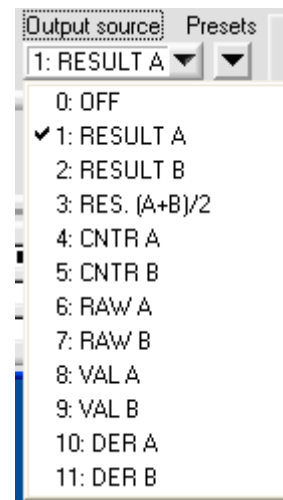 Output source Presets
1: RESULT A
0: OFF
1: RESULT A
2: RESULT B
3: RES. (A+B)/2
4: CNTR A
5: CNTR B
6: RAW A
7: RAW B
8: VAL A
9: VAL B
10: DER A
11: DER B